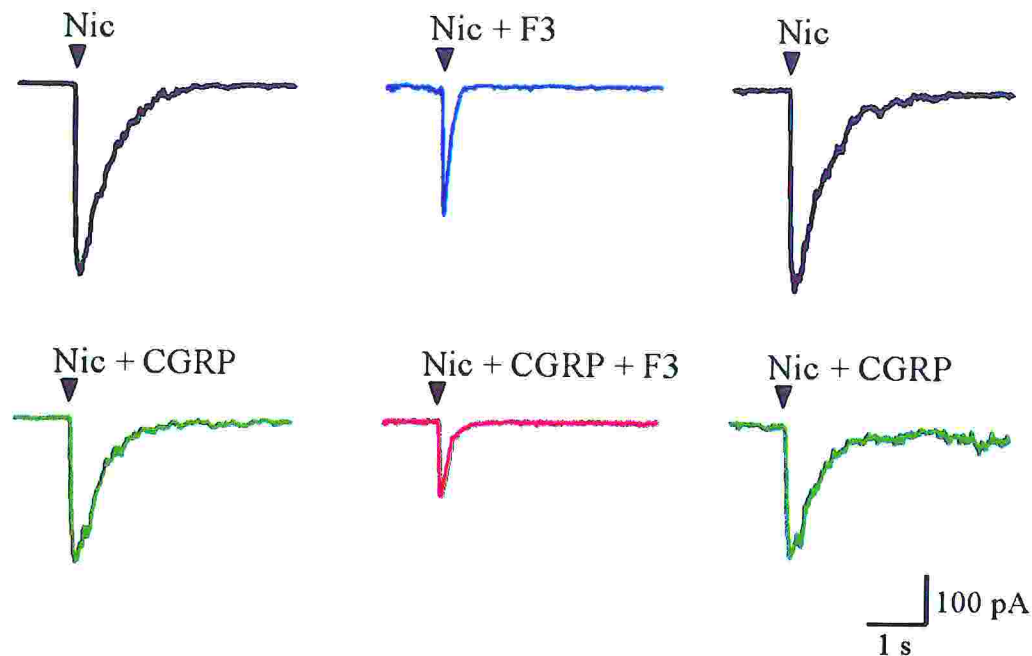 Nic
Nic + F3
Nic
Nic + CGRP
Nic + CGRP + F3
Nic + CGRP
100 pA
1 s